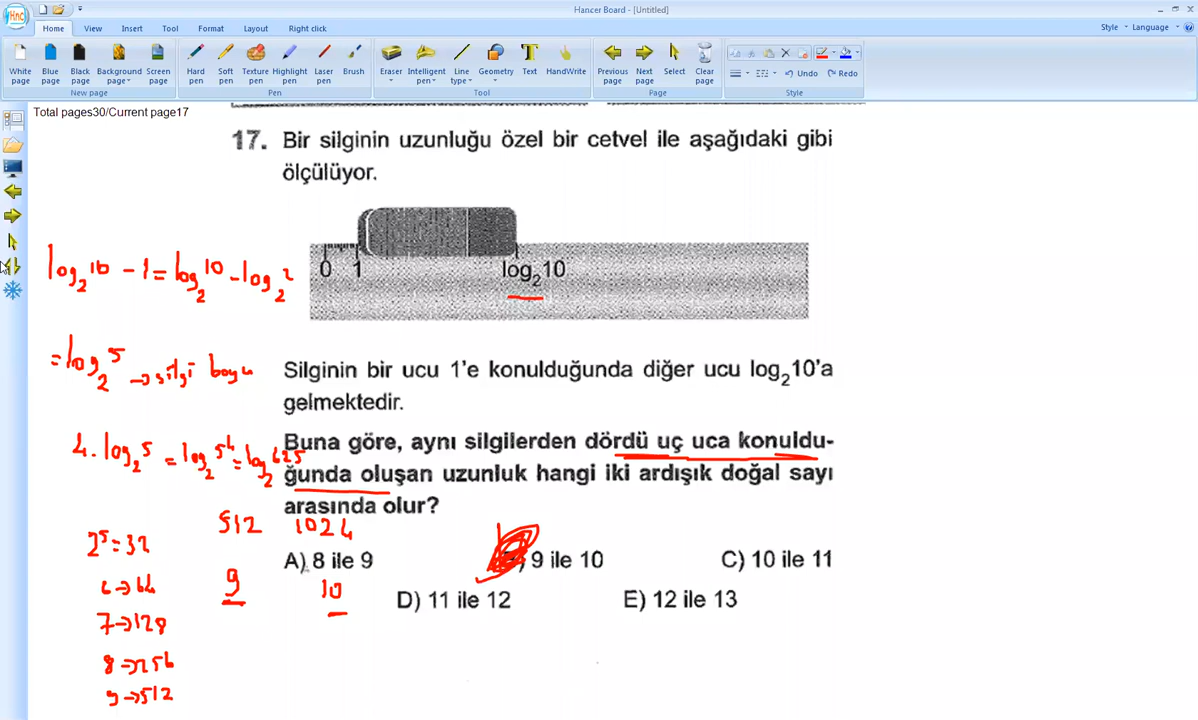 Hancer Board - [Untitled]
Home View Insert Tool Format Layout Right click
Style Language
White page
Blue page
Black page
Background page
Screen page
Hard pen
Soft pen
Texture pen
Highlight pen
Laser pen
Brush
Eraser
Intelligent pen
Line type
Geometry
Text
HandWrite
Previous page
Next page
Select
Clear page
Undo
Redo
New page
Pen
Tool
Page
Style
Total pages30/Current page17
17. Bir silginin uzunluğu özel bir cetvel ile aşağıdaki gibi
ölçülüyor.
0 1 log₂10
log₂10 - 1 = log₂10 - log₂2
= log₂5 → silgi boyu
Silginin bir ucu 1'e konulduğunda diğer ucu log₂10'a
gelmektedir.
4. log₂5 = log₂5⁴ = log₂625
Buna göre, aynı silgilerden dördü uç uca konuldu-
ğunda oluşan uzunluk hangi iki ardışık doğal sayı
arasında olur?
512 1024
9 10
2⁵=32
6→64
7→128
8→256
9→512
A) 8 ile 9
9 ile 10
C) 10 ile 11
D) 11 ile 12
E) 12 ile 13